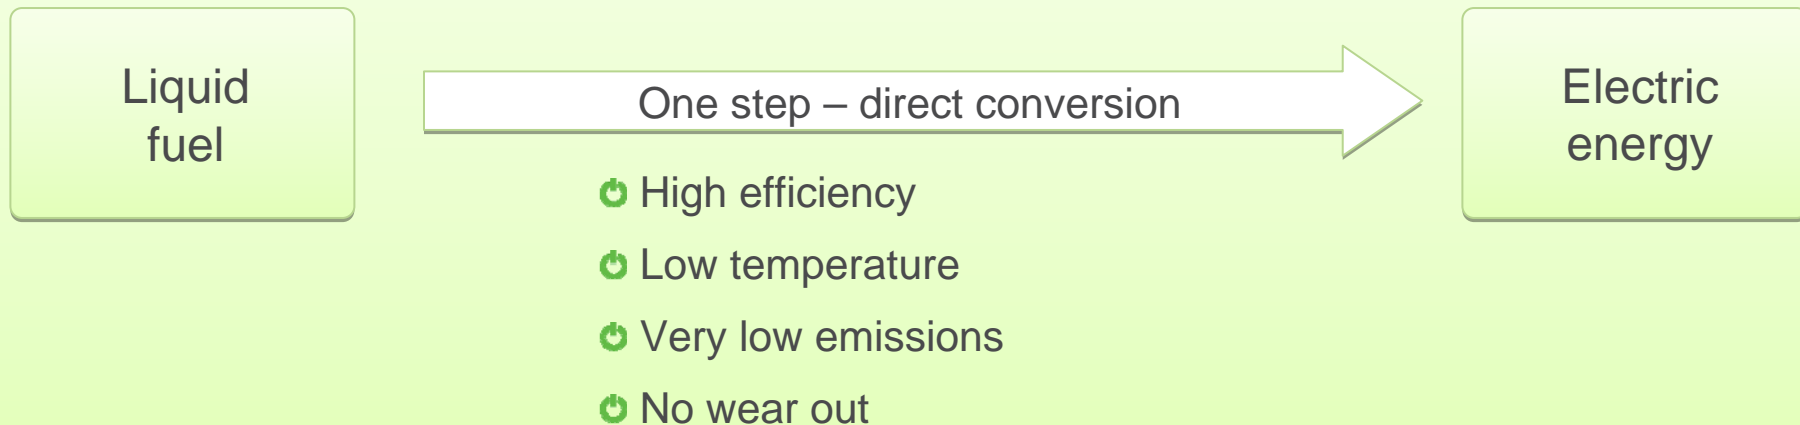 Liquid
fuel
One step – direct conversion
Electric
energy
High efficiency
Low temperature
Very low emissions
No wear out